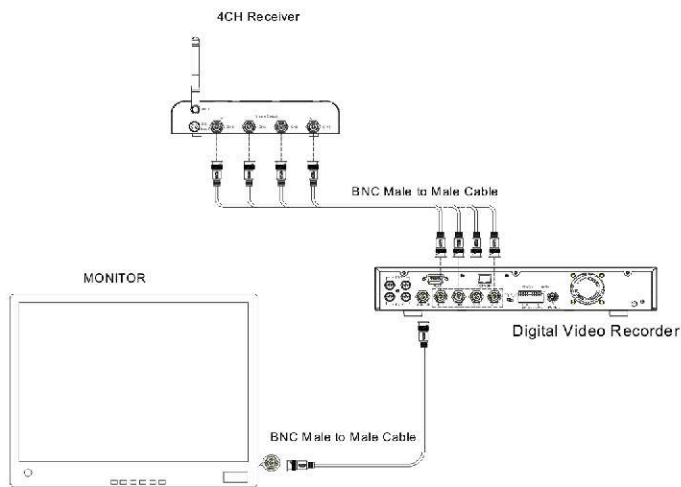 4CH Receiver
BNC Male to Male Cable
MONITOR
Digital Video Recorder
BNC Male to Male Cable